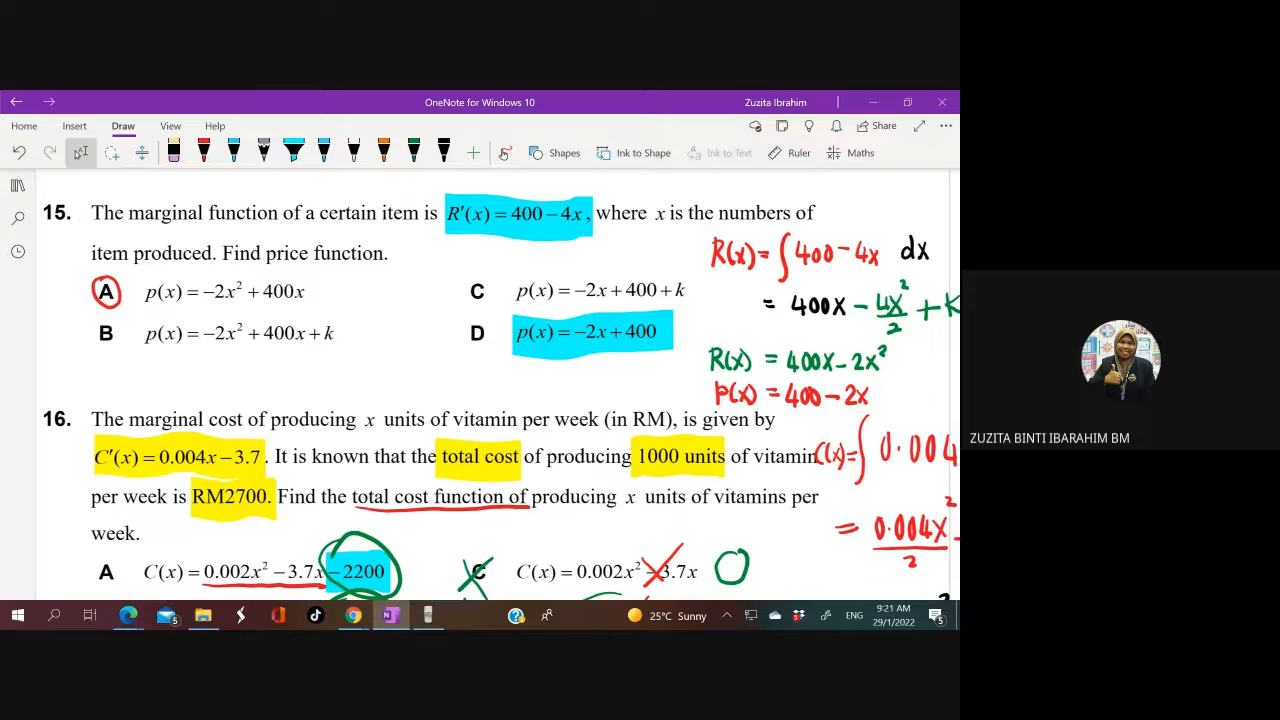 OneNote for Windows 10
Zuzita Ibrahim
Home Insert Draw View Help
Share
Shapes Ink to Shape Ink to Text Ruler Maths
15. The marginal function of a certain item is R′(x) = 400 − 4x, where x is the numbers of
item produced. Find price function.
A p(x) = −2x² + 400x
C p(x) = −2x + 400 + k
B p(x) = −2x² + 400x + k
D p(x) = −2x + 400
R(x) = ∫ 400 − 4x dx
= 400x − 4x²/2 + k
R(x) = 400x − 2x²
P(x) = 400 − 2x
16. The marginal cost of producing x units of vitamin per week (in RM), is given by
C′(x) = 0.004x − 3.7. It is known that the total cost of producing 1000 units of vitamin
per week is RM2700. Find the total cost function of producing x units of vitamins per
week.
C(x) = ∫ 0.004
= 0.004x²/2
A C(x) = 0.002x² − 3.7x − 2200
C C(x) = 0.002x² − 3.7x
ZUZITA BINTI IBARAHIM BM
5
25°C Sunny
ENG
9:21 AM
29/1/2022
5